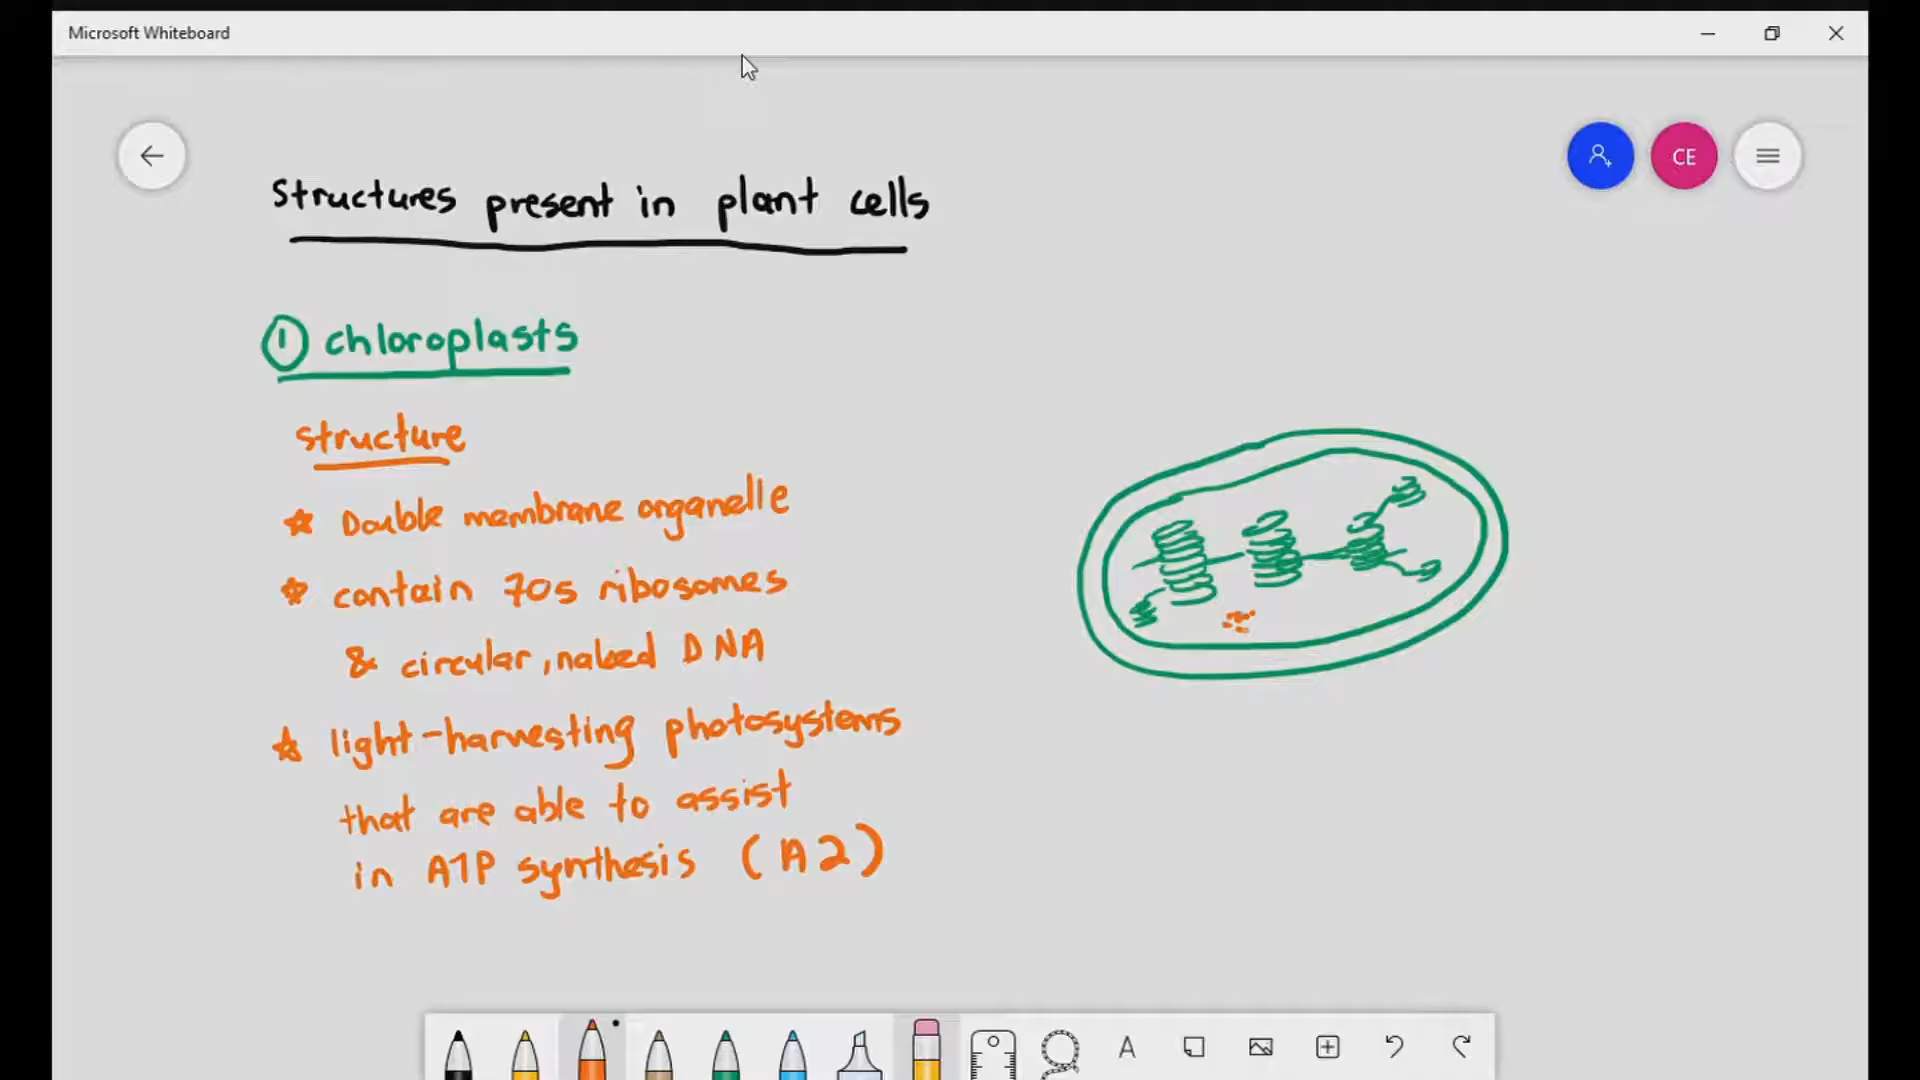 Microsoft Whiteboard
CE
Structures present in plant cells
1 chloroplasts
structure
☆ Double membrane organelle
☆ contain 70s ribosomes
& circular, naked DNA
☆ light-harvesting photosystems
that are able to assist
in ATP synthesis (A2)
A